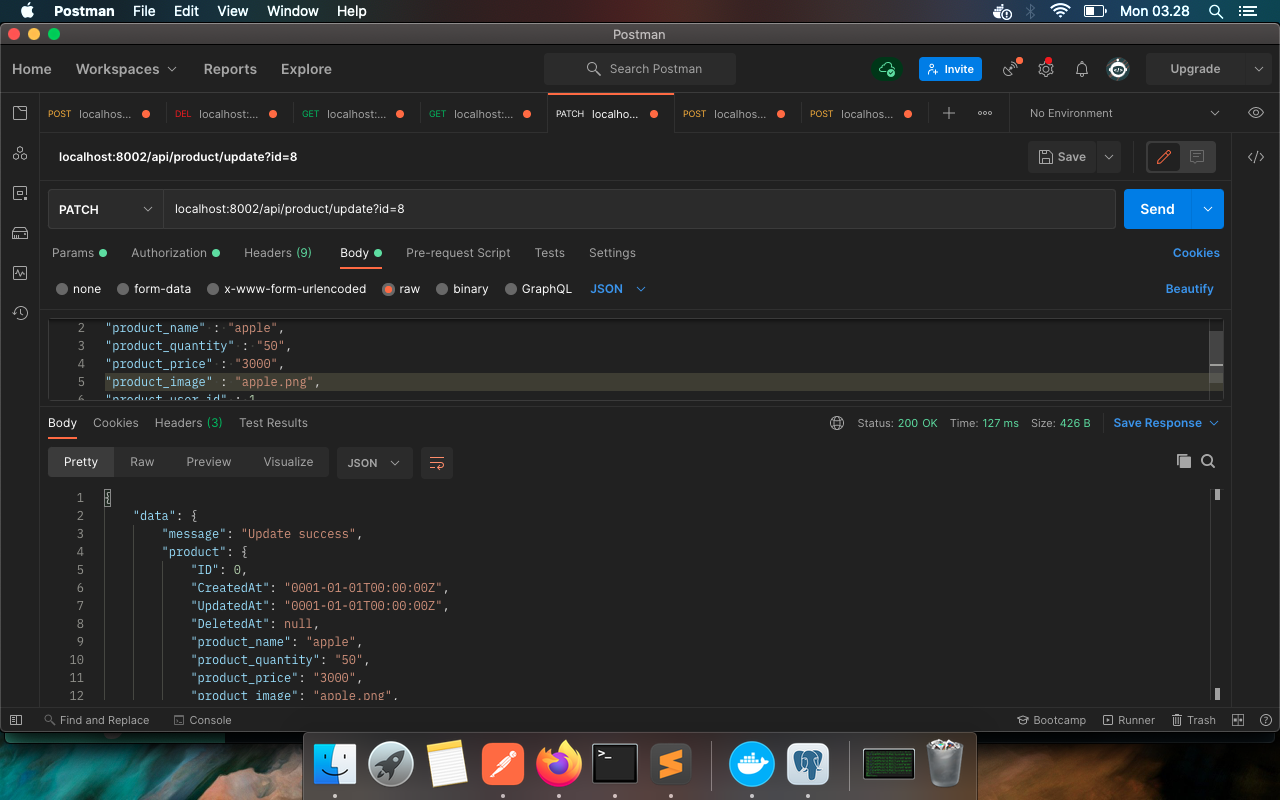 Postman File Edit View Window Help Mon 03.28
Postman
Home Workspaces Reports Explore Search Postman Invite Upgrade
POST localhos... DEL localhost:... GET localhost:... GET localhost:... PATCH localho... POST localhos... POST localhos... No Environment
localhost:8002/api/product/update?id=8 Save
PATCH localhost:8002/api/product/update?id=8 Send
Params Authorization Headers (9) Body Pre-request Script Tests Settings Cookies
none form-data x-www-form-urlencoded raw binary GraphQL JSON Beautify
2 "product_name" : "apple",
3 "product_quantity" : "50",
4 "product_price" : "3000",
5 "product_image" : "apple.png",
6 "product_user_id" : 1
Body Cookies Headers (3) Test Results Status: 200 OK Time: 127 ms Size: 426 B Save Response
Pretty Raw Preview Visualize JSON
1 {
2 "data": {
3 "message": "Update success",
4 "product": {
5 "ID": 0,
6 "CreatedAt": "0001-01-01T00:00:00Z",
7 "UpdatedAt": "0001-01-01T00:00:00Z",
8 "DeletedAt": null,
9 "product_name": "apple",
10 "product_quantity": "50",
11 "product_price": "3000",
12 "product_image": "apple.png",
Find and Replace Console Bootcamp Runner Trash